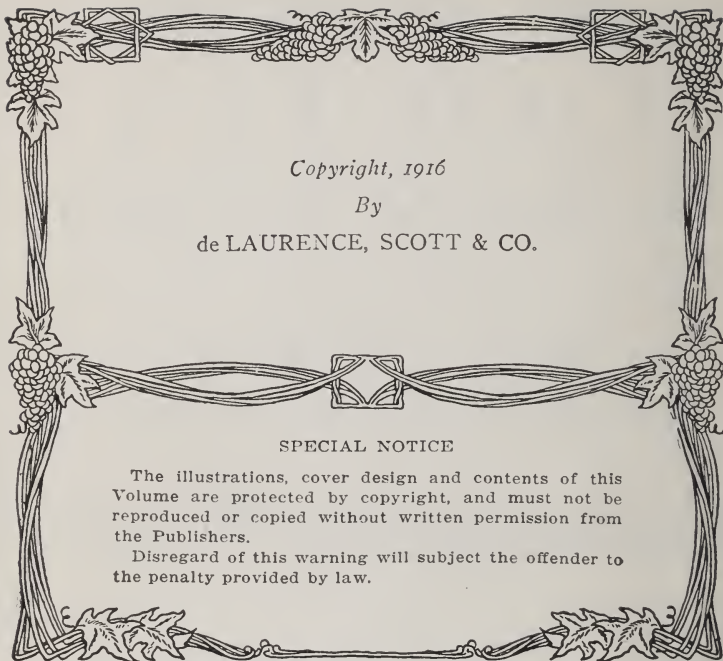 Copyright, 1916
By
de LAURENCE, SCOTT & CO.
SPECIAL NOTICE
The illustrations, cover design and contents of this
Volume are protected by copyright, and must not be
reproduced or copied without written permission from
the Publishers.
Disregard of this warning will subject the offender to
the penalty provided by law.